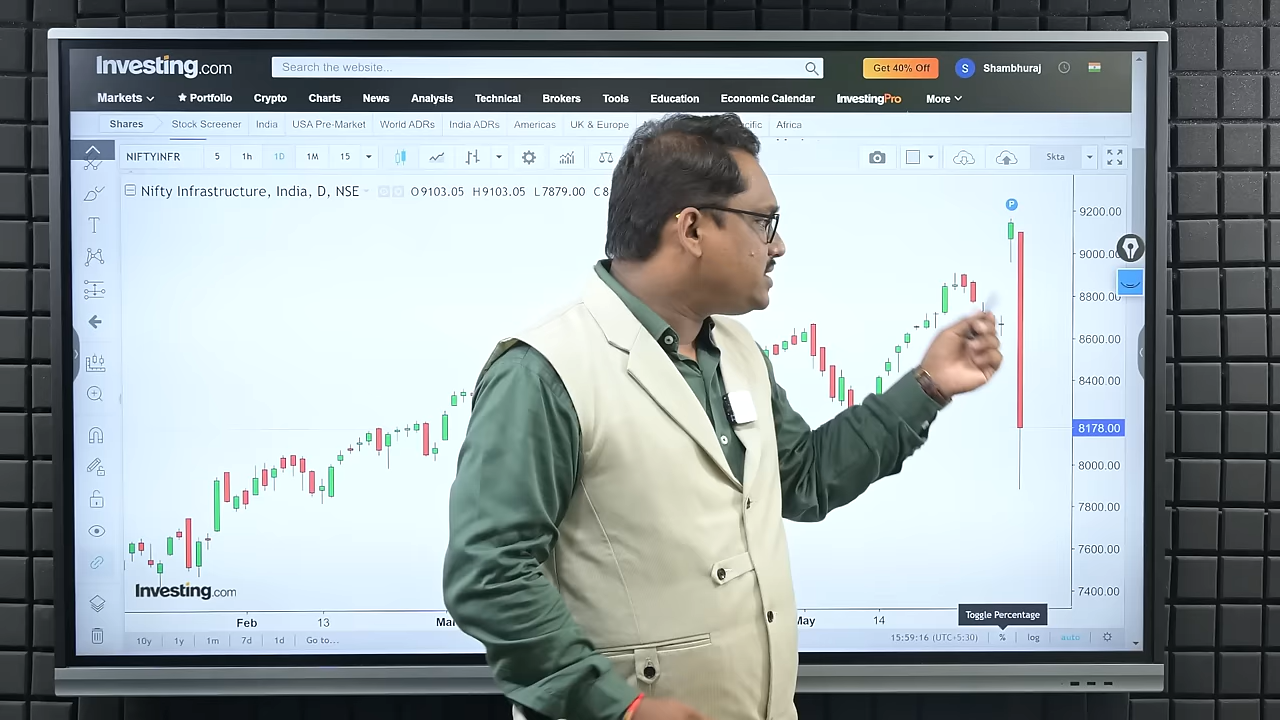 Investing.com
Search the website...
Get 40% Off
S
Shambhuraj
Markets
Portfolio
Crypto
Charts
News
Analysis
Technical
Brokers
Tools
Education
Economic Calendar
InvestingPro
More
Shares
Stock Screener
India
USA Pre-Market
World ADRs
India ADRs
Americas
UK & Europe
Africa
NIFTYINFR
5
1h
1D
1M
15
Skta
Nifty Infrastructure, India, D, NSE
O9103.05 H9103.05 L7879.00
P
9200.00
9000.00
8800.00
8600.00
8400.00
8178.00
8000.00
7800.00
7600.00
7400.00
T
Investing.com
Feb
13
14
Toggle Percentage
10y
1y
1m
7d
1d
Go to...
15:59:16 (UTC+5:30)
%
log
auto